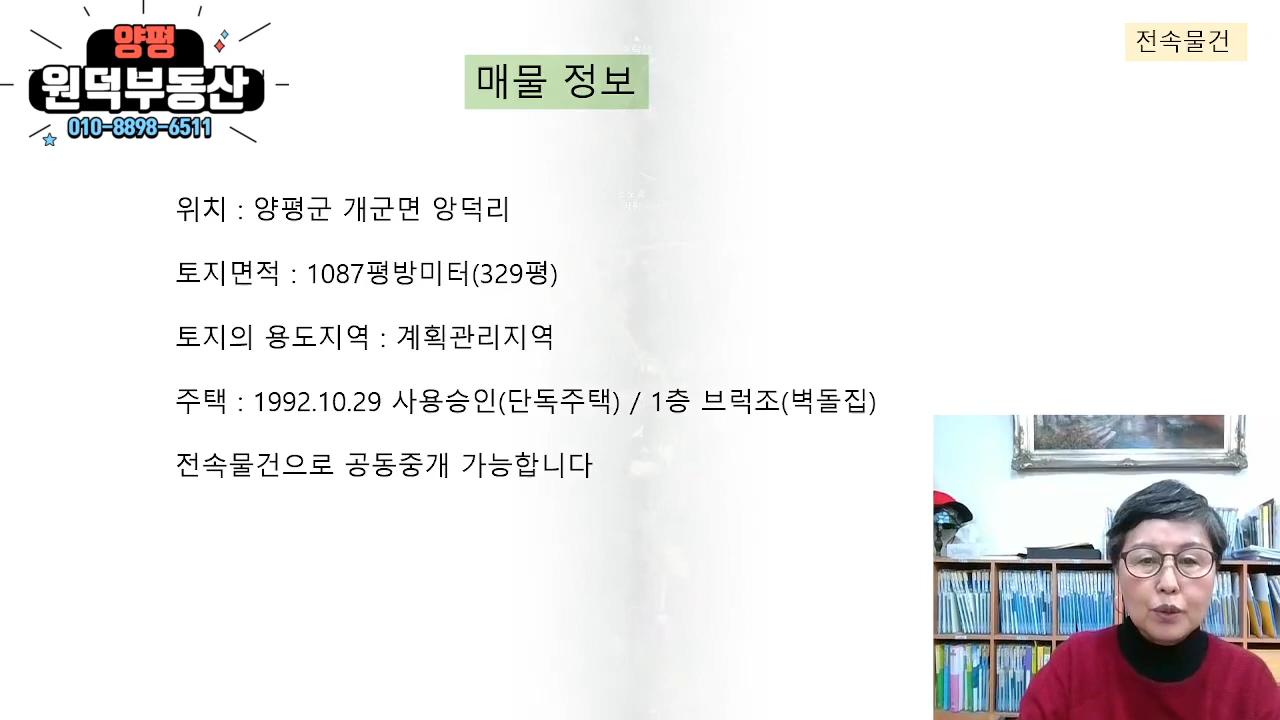 양평
원덕부동산
010-8898-6511
매물 정보
전속물건
위치 : 양평군 개군면 앙덕리
토지면적 : 1087평방미터(329평)
토지의 용도지역 : 계획관리지역
주택 : 1992.10.29 사용승인(단독주택) / 1층 브럭조(벽돌집)
전속물건으로 공동중개 가능합니다